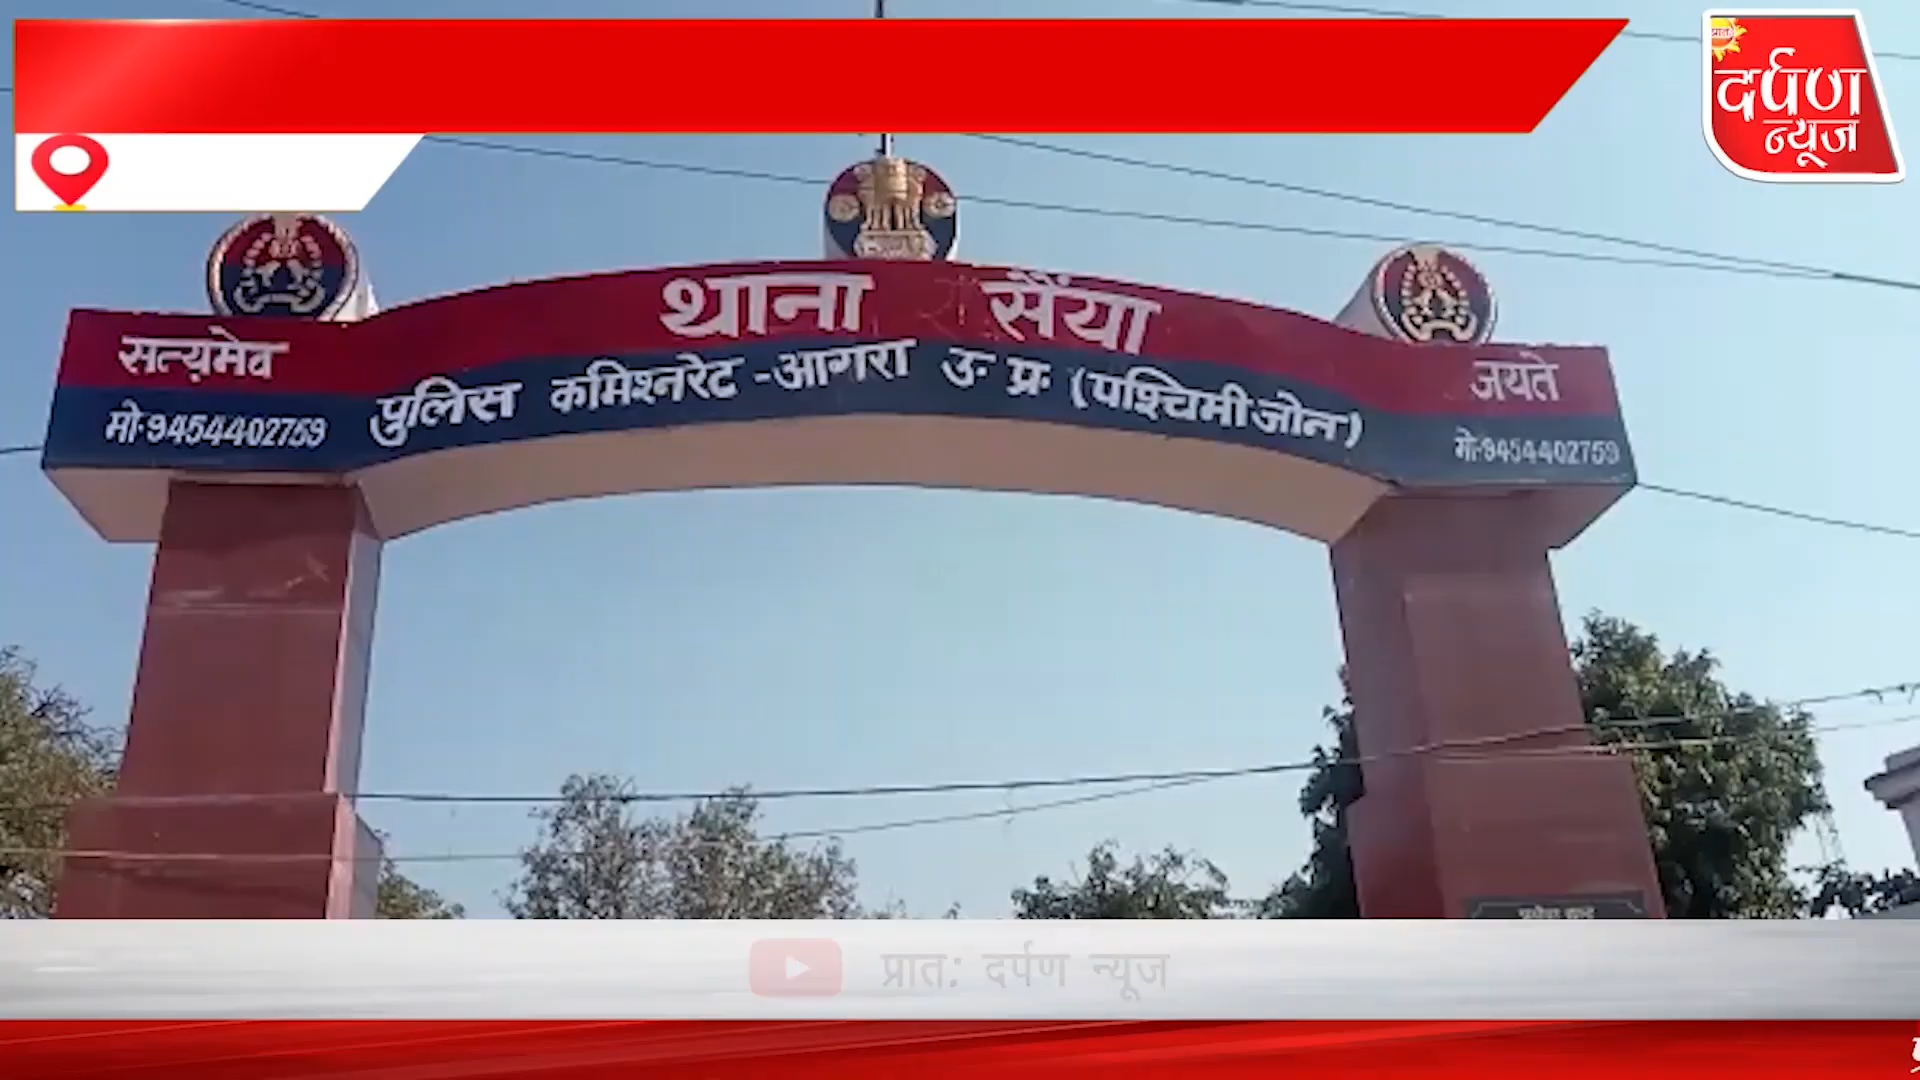 दर्पण
न्यूज
थाना सैंया
सत्यमेव
जयते
पुलिस कमिश्नरेट -आगरा उ॰ प्र॰ (पश्चिमी जोन)
मो॰9454402759
मो॰9454402759
प्रात: दर्पण न्यूज